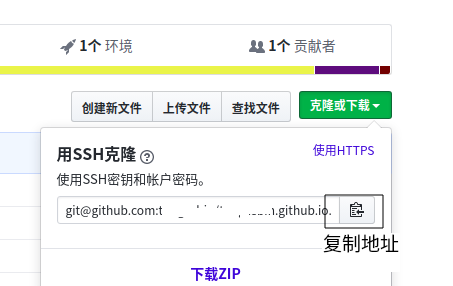 1个 环境 1个 贡献者
创建新文件 上传文件 查找文件 克隆或下载
用SSH克隆 使用HTTPS
使用SSH密钥和帐户密码。
git@github.com: .github.io.
复制地址
下载ZIP